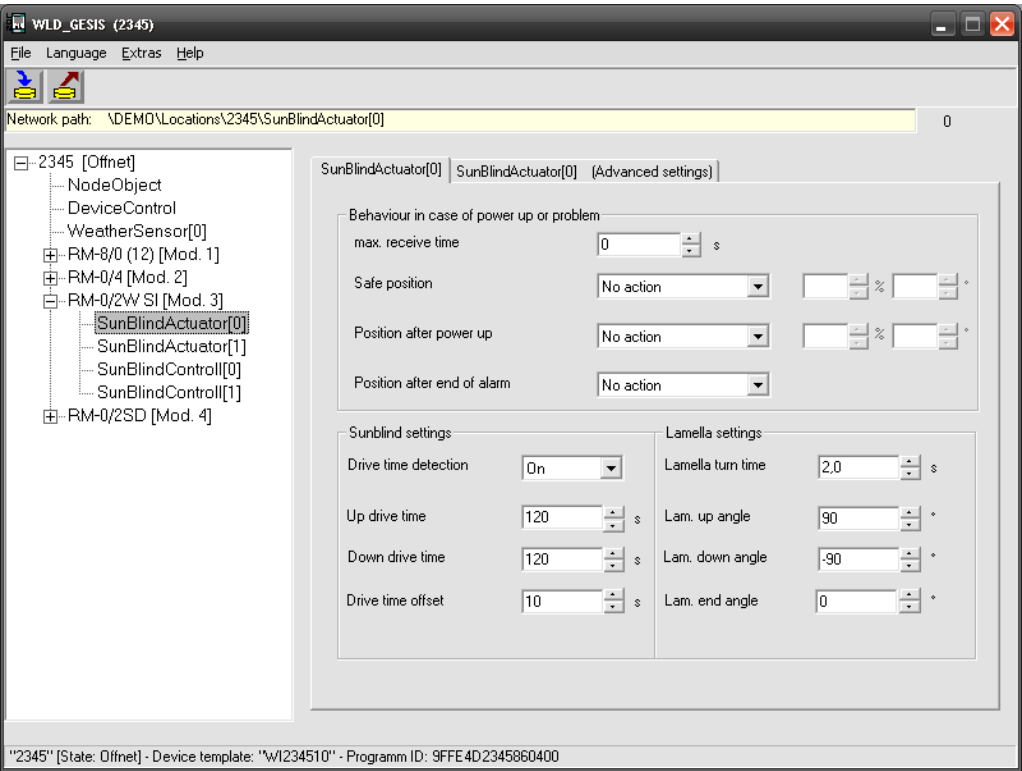 WLD_GESIS (2345)
File Language Extras Help
Network path: \DEMO\Locations\2345\SunBlindActuator[0] 0
2345 [Offnet]
NodeObject
DeviceControl
WeatherSensor[0]
RM-8/0 (12) [Mod. 1]
RM-0/4 [Mod. 2]
RM-0/2W SI [Mod. 3]
SunBlindActuator[0]
SunBlindActuator[1]
SunBlindControll[0]
SunBlindControll[1]
RM-0/2SD [Mod. 4]
SunBlindActuator[0] SunBlindActuator[0] (Advanced settings)
Behaviour in case of power up or problem
max. receive time 0 s
Safe position No action % °
Position after power up No action % °
Position after end of alarm No action
Sunblind settings
Drive time detection On
Up drive time 120 s
Down drive time 120 s
Drive time offset 10 s
Lamella settings
Lamella turn time 2,0 s
Lam. up angle 90 °
Lam. down angle -90 °
Lam. end angle 0 °
"2345" [State: Offnet] - Device template: "WI234510" - Programm ID: 9FFE4D2345860400